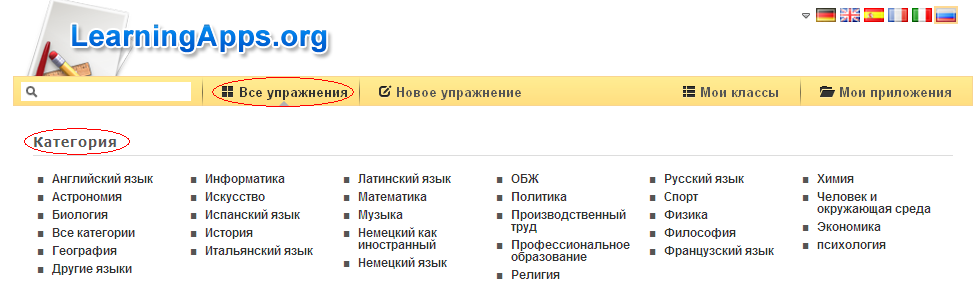 LearningApps.org
Все упражнения
Новое упражнение
Мои классы
Мои приложения
Категория
Английский язык
Астрономия
Биология
Все категории
География
Другие языки
Информатика
Искусство
Испанский язык
История
Итальянский язык
Латинский язык
Математика
Музыка
Немецкий как
иностранный
Немецкий язык
ОБЖ
Политика
Производственный
труд
Профессиональное
образование
Религия
Русский язык
Спорт
Физика
Философия
Французский язык
Химия
Человек и
окружающая среда
Экономика
психология